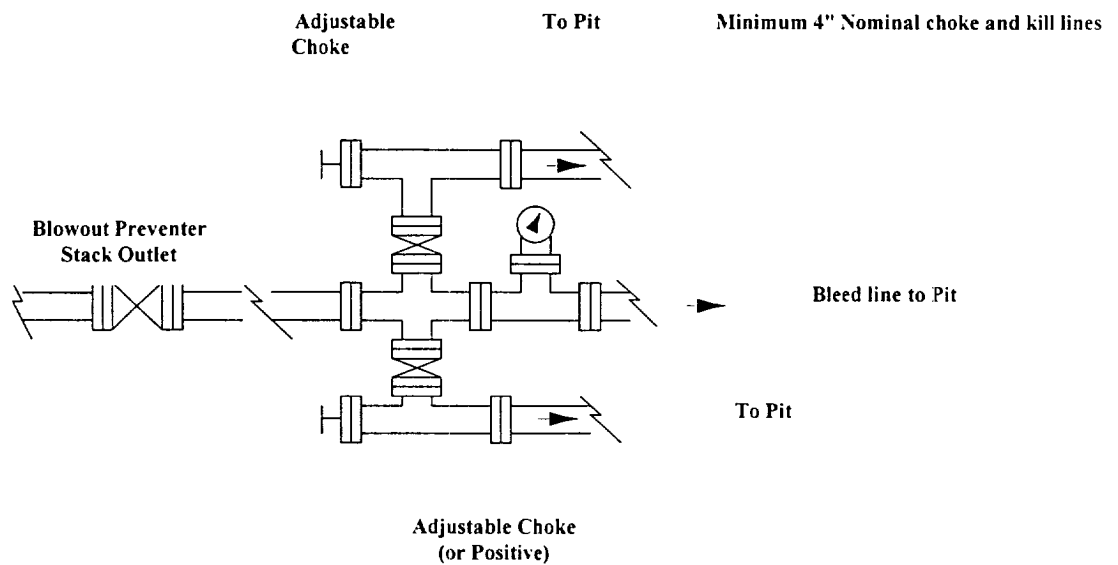 Adjustable
Choke
To Pit
Minimum 4" Nominal choke and kill lines
Blowout Preventer
Stack Outlet
Bleed line to Pit
To Pit
Adjustable Choke
(or Positive)